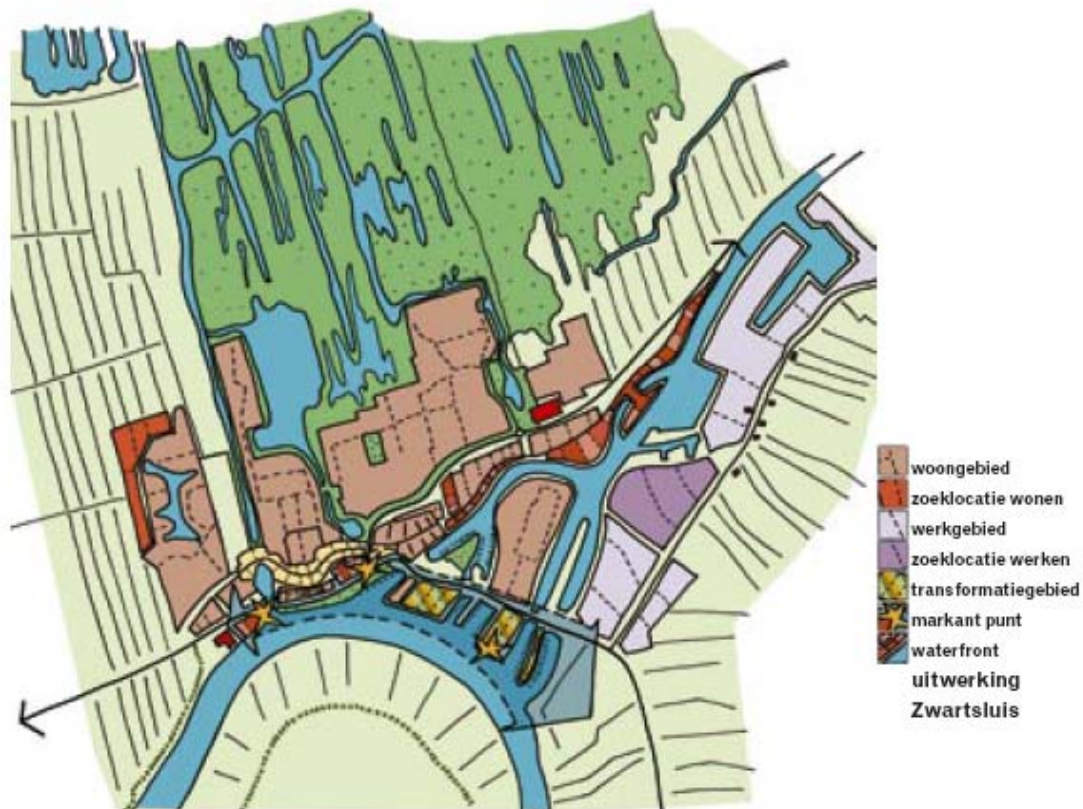 woongebied
zoeklocatie wonen
werkgebied
zoeklocatie werken
transformatiegebied
markant punt
waterfront
uitwerking
Zwartsluis